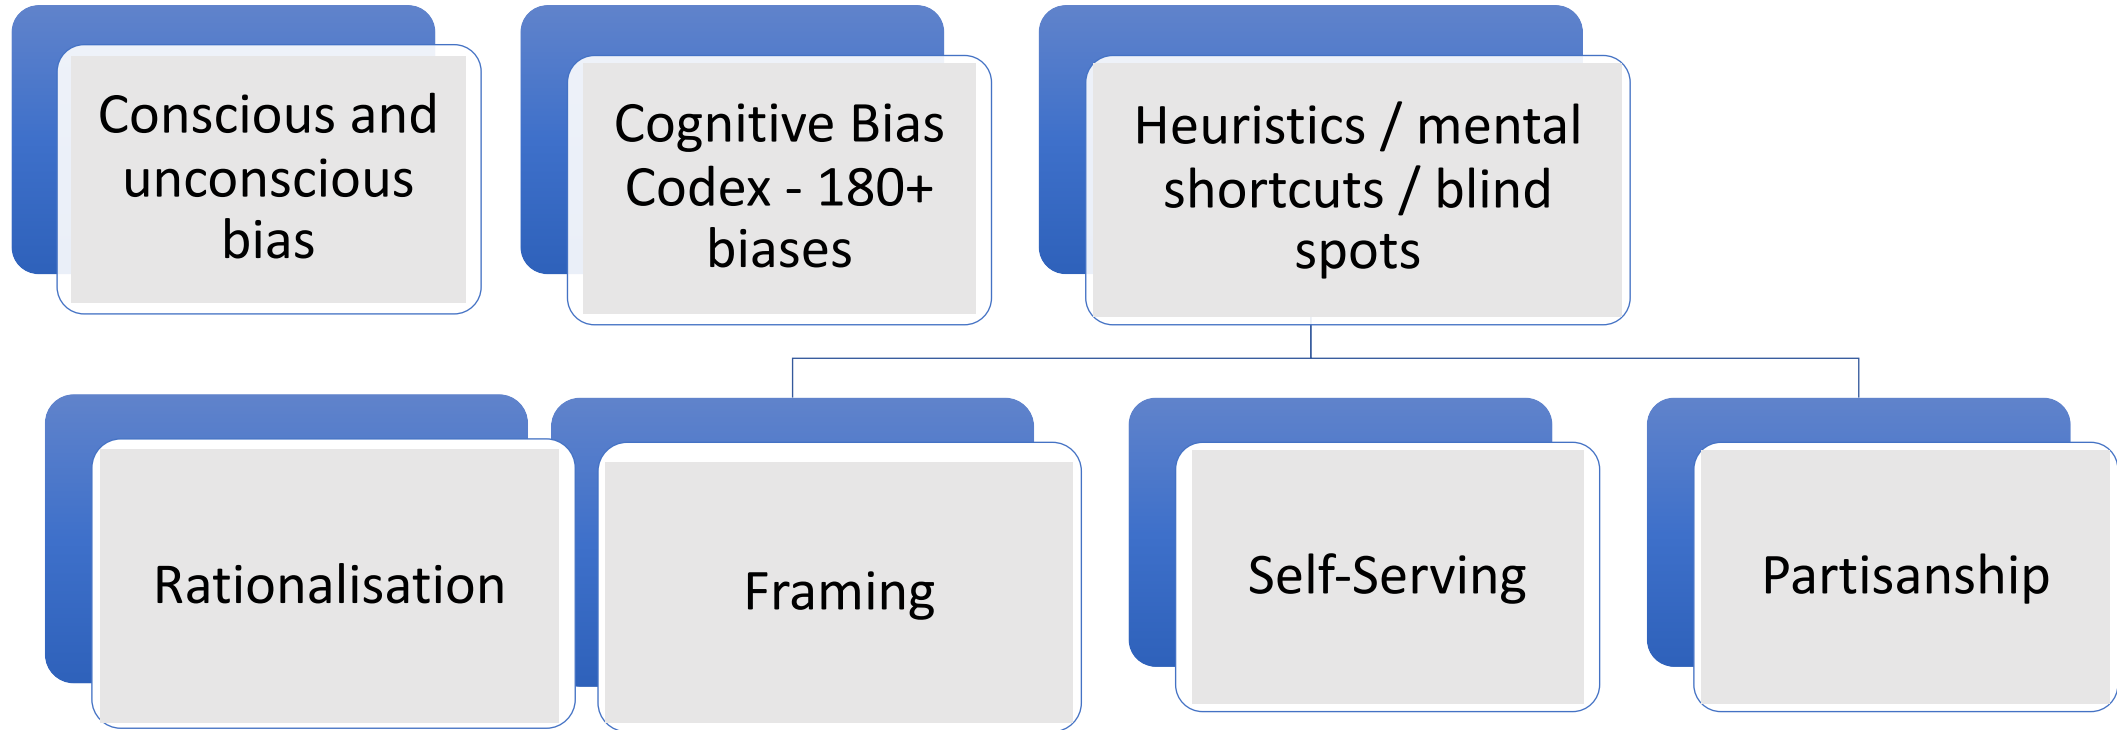 Conscious and
unconscious
bias
Cognitive Bias
Codex - 180+
biases
Heuristics / mental
shortcuts / blind
spots
Rationalisation
Framing
Self-Serving
Partisanship